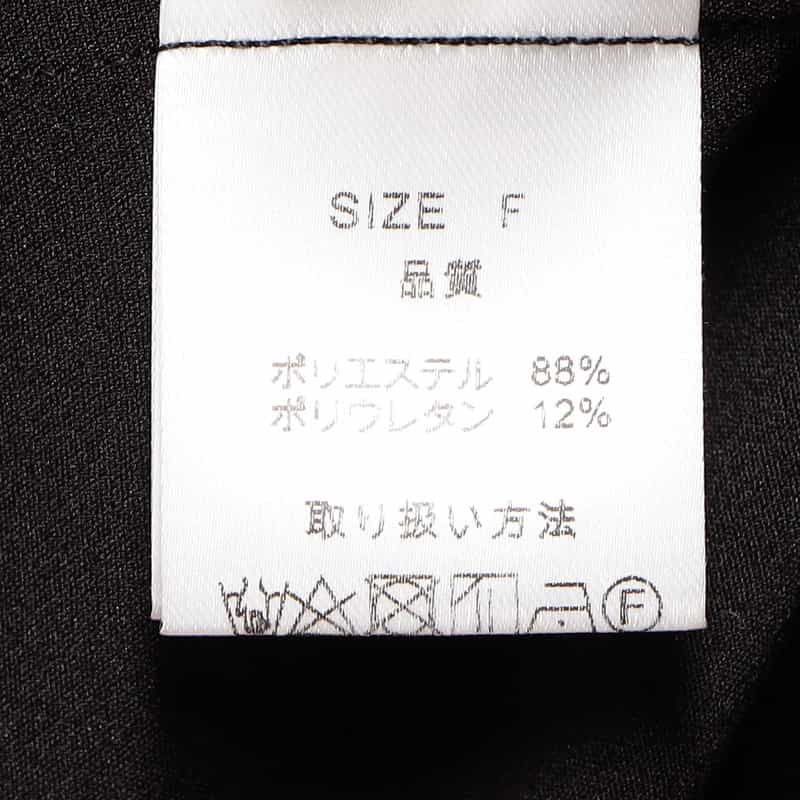 SIZE F
品質
ポリエステル 88%
ポリウレタン 12%
取り扱い方法
F